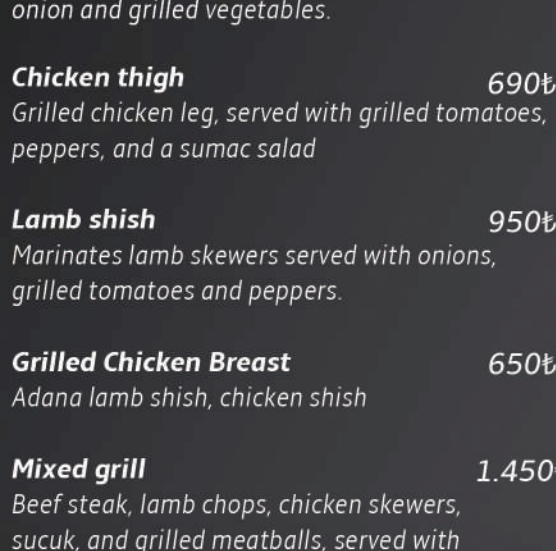 onion and grilled vegetables.
Chicken thigh 690₺
Grilled chicken leg, served with grilled tomatoes,
peppers, and a sumac salad
Lamb shish 950₺
Marinates lamb skewers served with onions,
grilled tomatoes and peppers.
Grilled Chicken Breast 650₺
Adana lamb shish, chicken shish
Mixed grill 1.450₺
Beef steak, lamb chops, chicken skewers,
sucuk, and grilled meatballs, served with